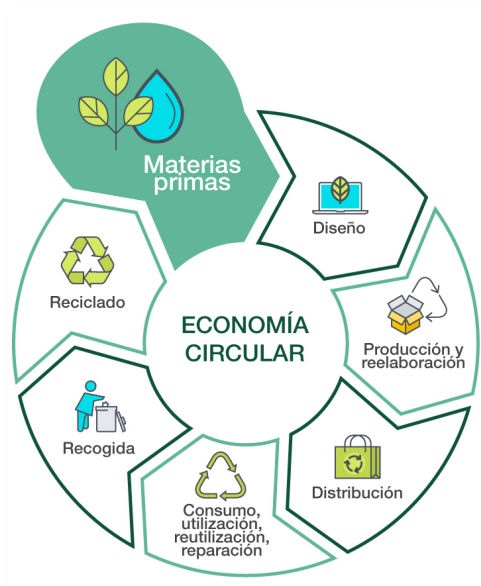 Materias
primas
Diseño
Producción y
reelaboración
Distribución
Consumo,
utilización,
reutilización,
reparación
Recogida
Reciclado
ECONOMÍA
CIRCULAR